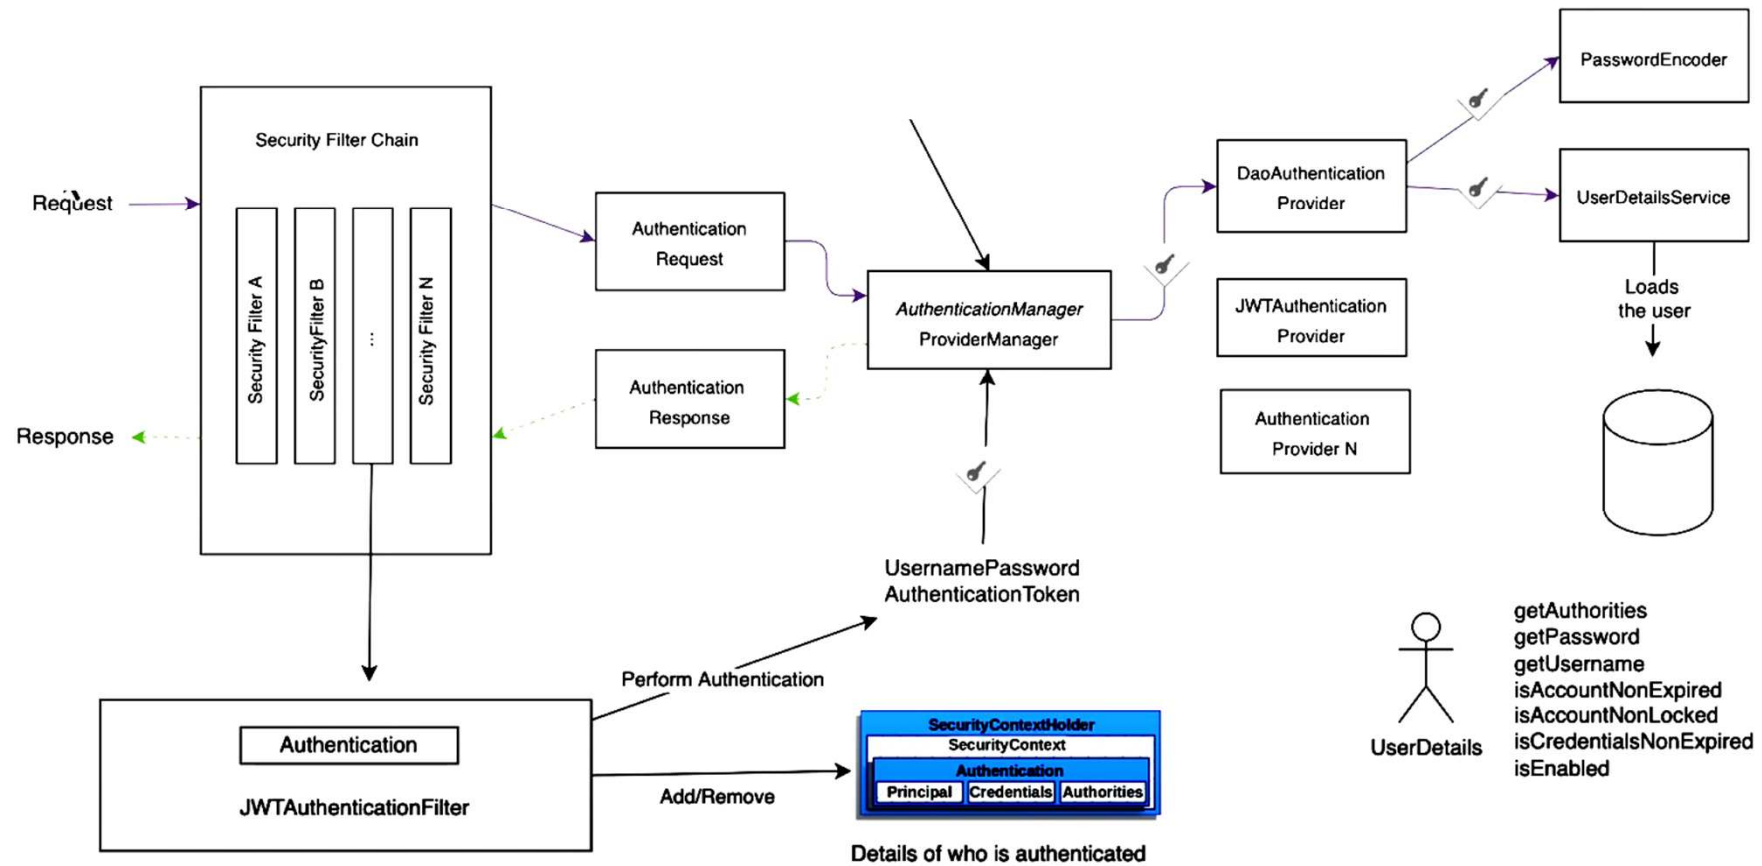 Security Filter Chain
Request
Security Filter A
SecurityFilter B
...
Security Filter N
Response
Authentication
Request
Authentication
Response
AuthenticationManager
ProviderManager
DaoAuthentication
Provider
JWTAuthentication
Provider
Authentication
Provider N
PasswordEncoder
UserDetailsService
Loads
the user
UsernamePassword
AuthenticationToken
Perform Authentication
Authentication
JWTAuthenticationFilter
Add/Remove
SecurityContextHolder
SecurityContext
Authentication
Principal
Credentials
Authorities
Details of who is authenticated
UserDetails
getAuthorities
getPassword
getUsername
isAccountNonExpired
isAccountNonLocked
isCredentialsNonExpired
isEnabled